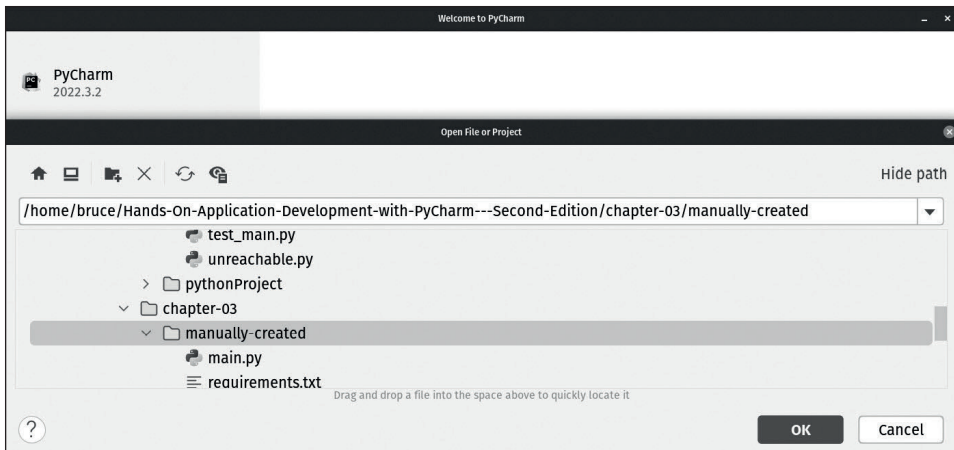 Welcome to PyCharm
PyCharm
2022.3.2
Open File or Project
Hide path
/home/bruce/Hands-On-Application-Development-with-PyCharm---Second-Edition/chapter-03/manually-created
test_main.py
unreachable.py
pythonProject
chapter-03
manually-created
main.py
requirements.txt
Drag and drop a file into the space above to quickly locate it
?
OK
Cancel